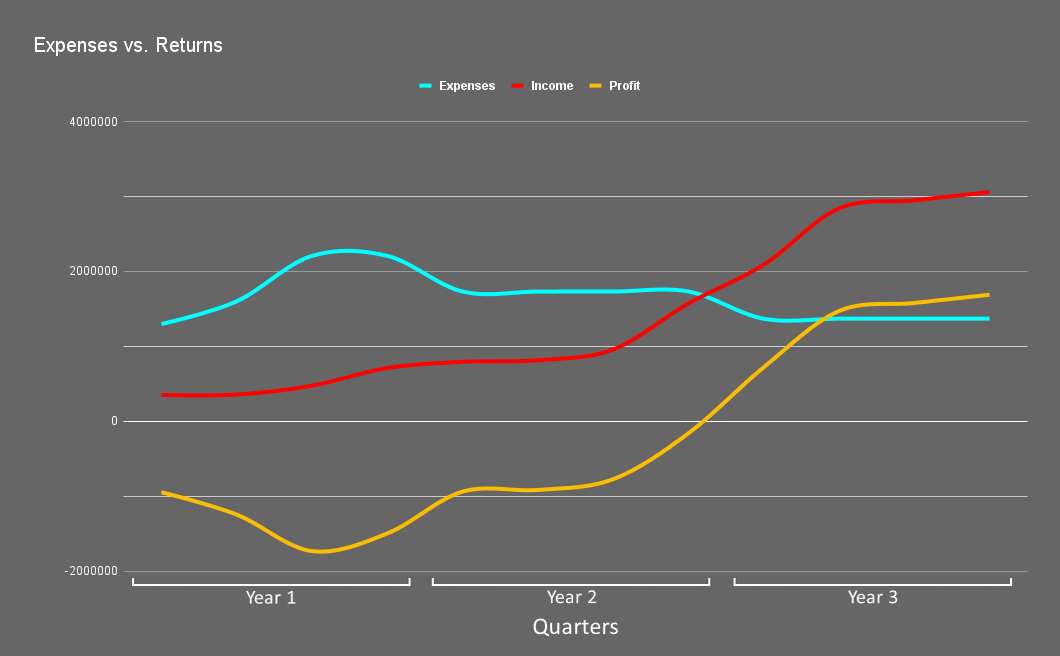 Expenses vs. Returns
Expenses Income Profit
4000000
2000000
0
-2000000
Year 1 Year 2 Year 3
Quarters